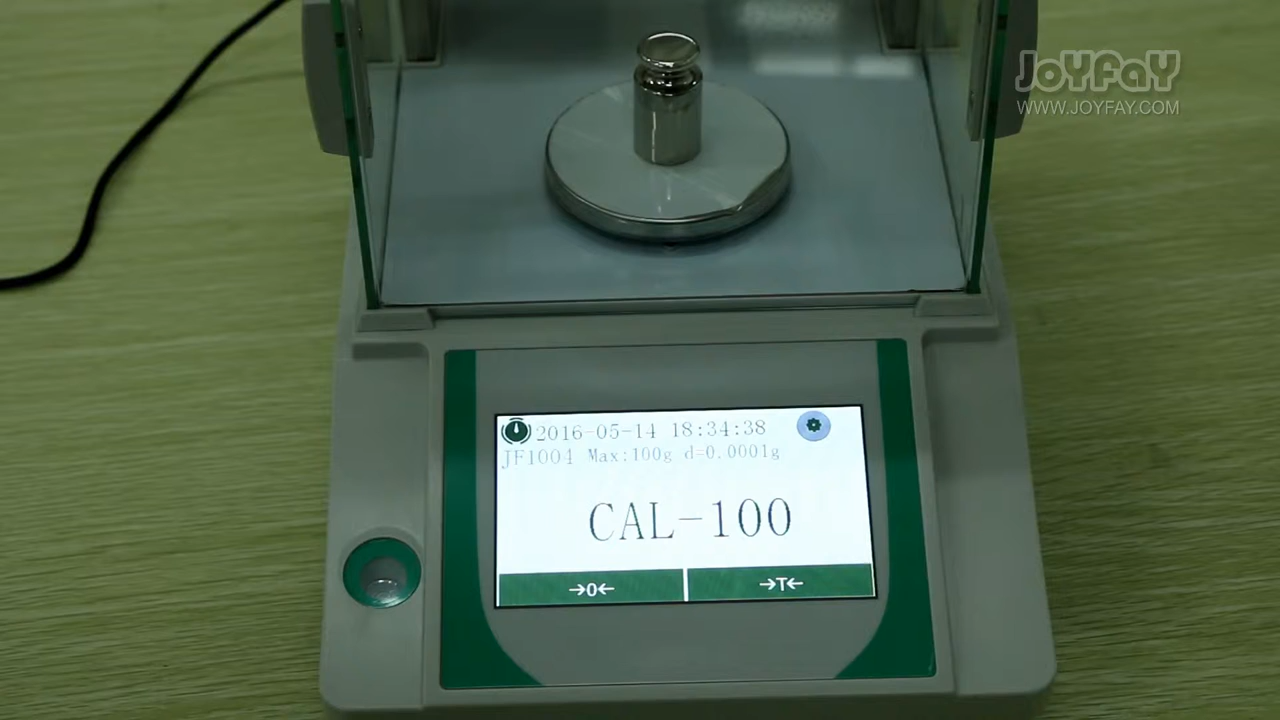 JoYFaY
WWW.JOYFAY.COM
2016-05-14 18:34:38
JF1004 Max:100g d=0.0001g
CAL-100
→0← →T←